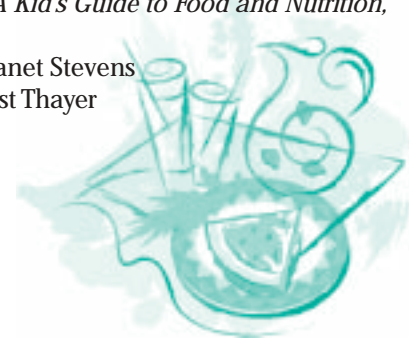 A Kid's Guide to Food and Nutrition,
anet Stevens
st Thayer